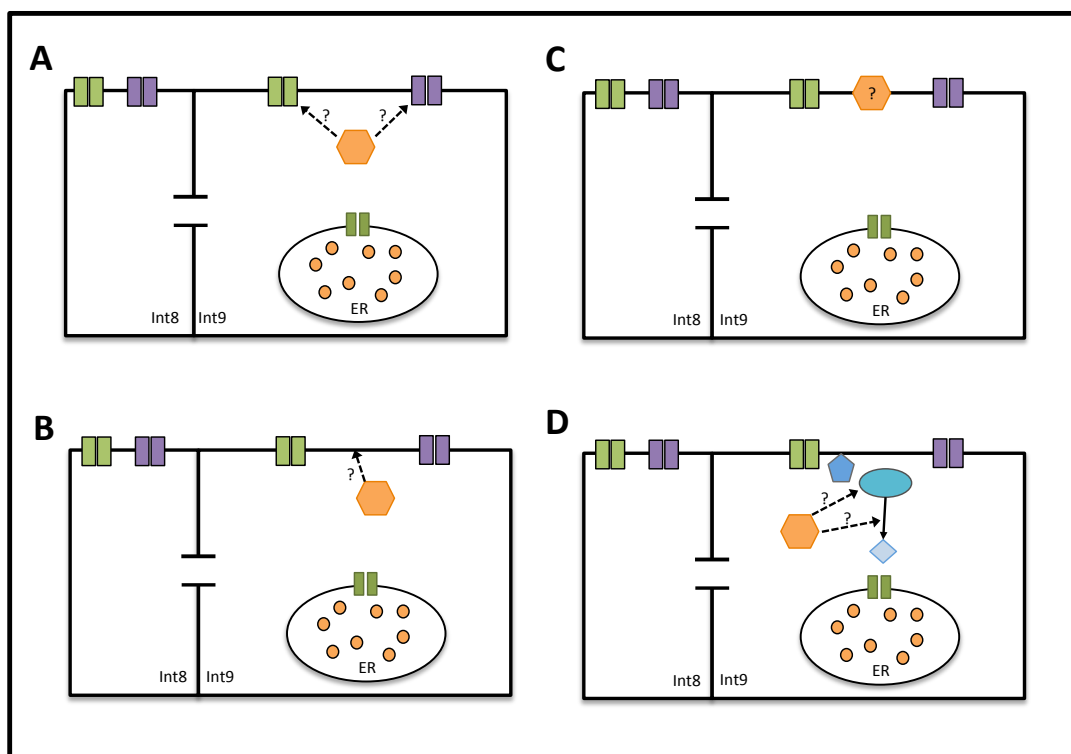 A
? ?
ER
Int8 Int9
B
?
ER
Int8 Int9
C
?
ER
Int8 Int9
D
?
?
ER
Int8 Int9